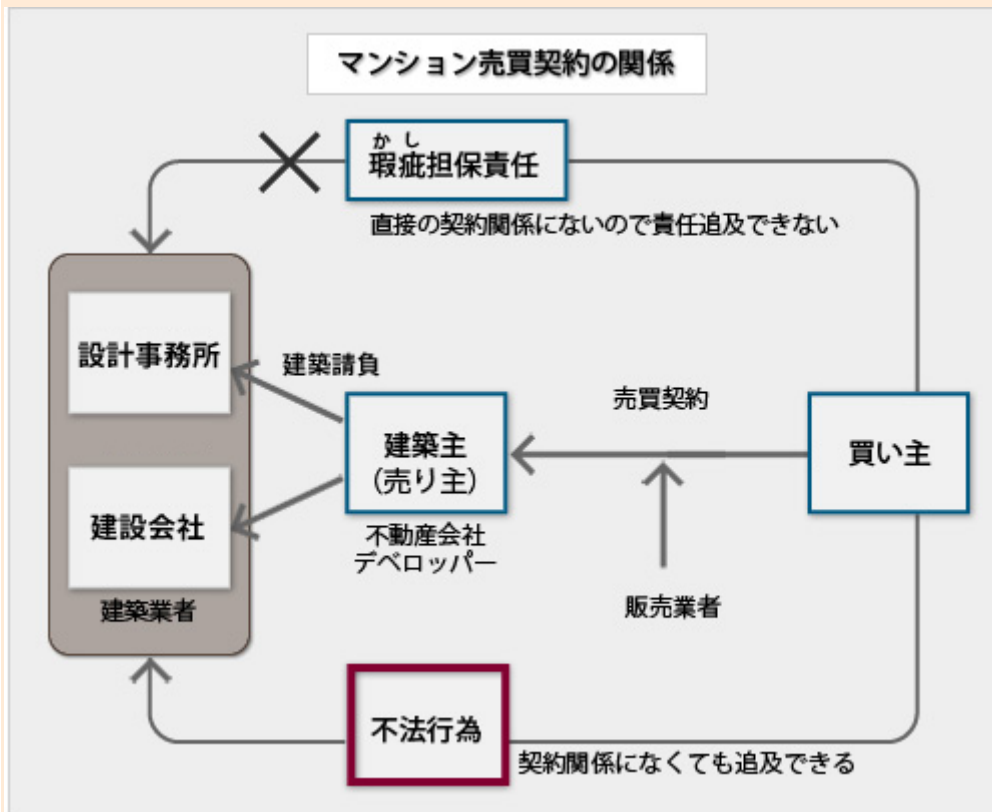 マンション売買契約の関係
かし
瑕疵担保責任
直接の契約関係にないので責任追及できない
設計事務所
建築請負
売買契約
建築主
（売り主）
買い主
建設会社
不動産会社
デベロッパー
建築業者
販売業者
不法行為
契約関係になくても追及できる